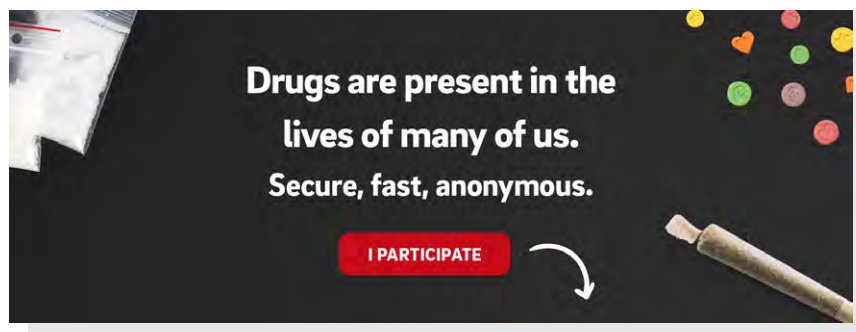 Drugs are present in the
lives of many of us.
Secure, fast, anonymous.
I PARTICIPATE